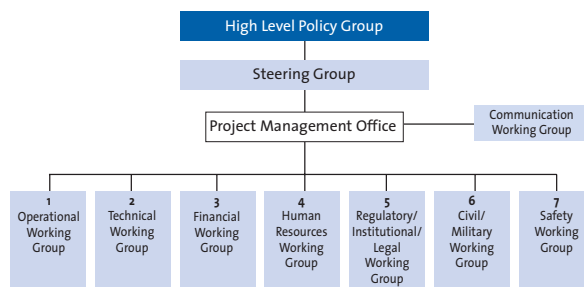 High Level Policy Group
Steering Group
Project Management Office
Communication
Working Group
1
Operational
Working
Group
2
Technical
Working
Group
3
Financial
Working
Group
4
Human
Resources
Working
Group
5
Regulatory/
Institutional/
Legal
Working
Group
6
Civil/
Military
Working
Group
7
Safety
Working
Group